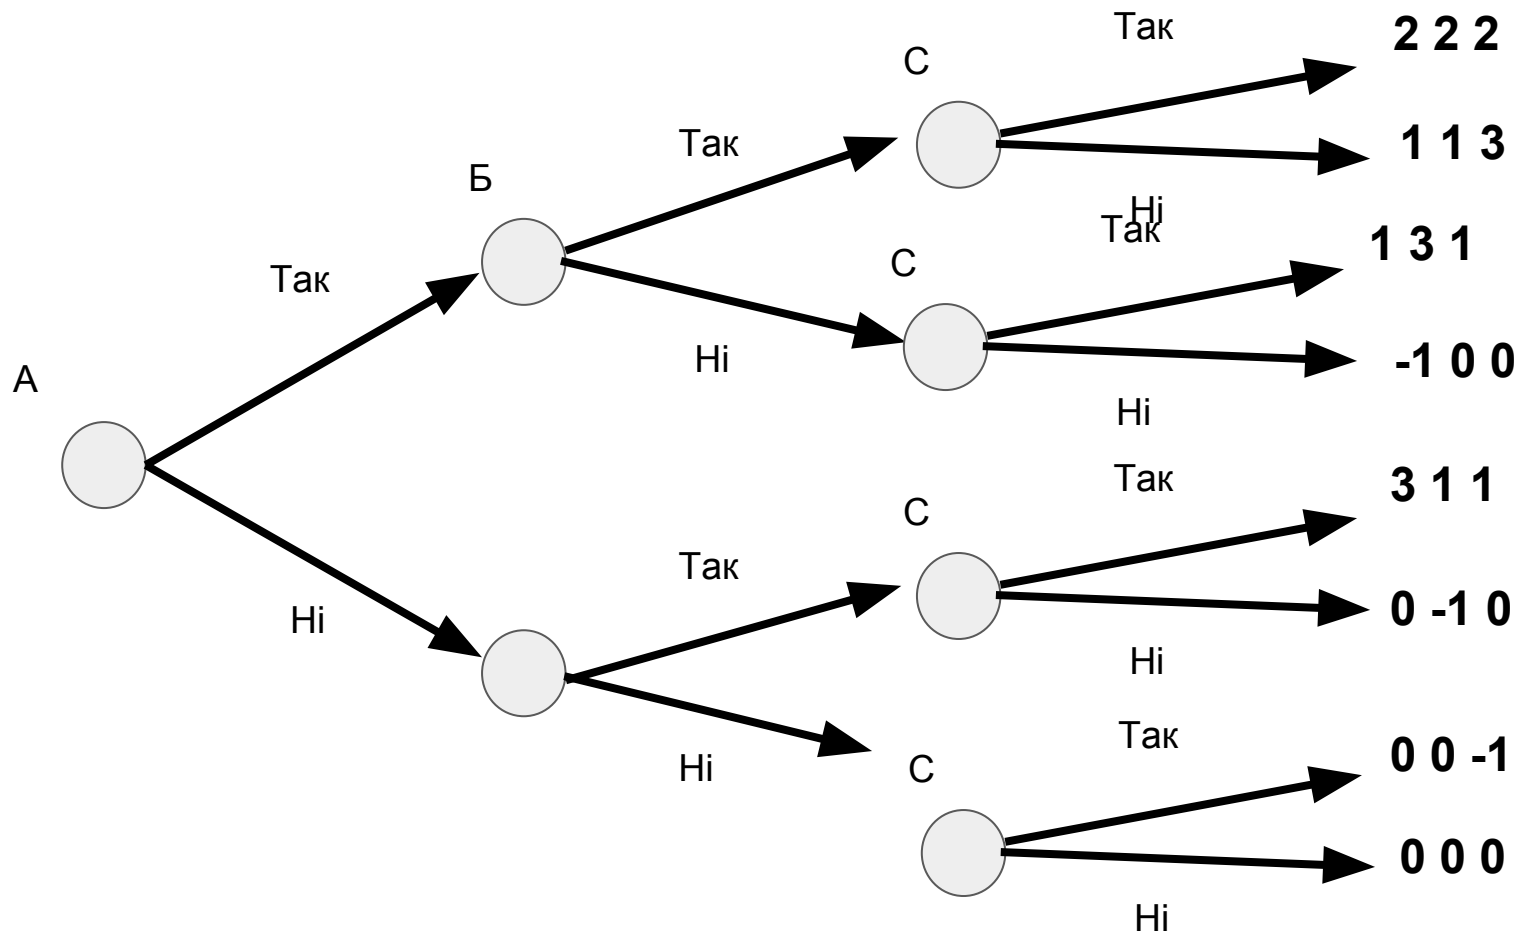 Так
2 2 2
С
1 1 3
Так
Б
Ні
Так
1 3 1
С
Так
Ні
-1 0 0
А
Ні
Так
3 1 1
С
Так
0 -1 0
Ні
Ні
Так
0 0 -1
Ні
С
0 0 0
Ні